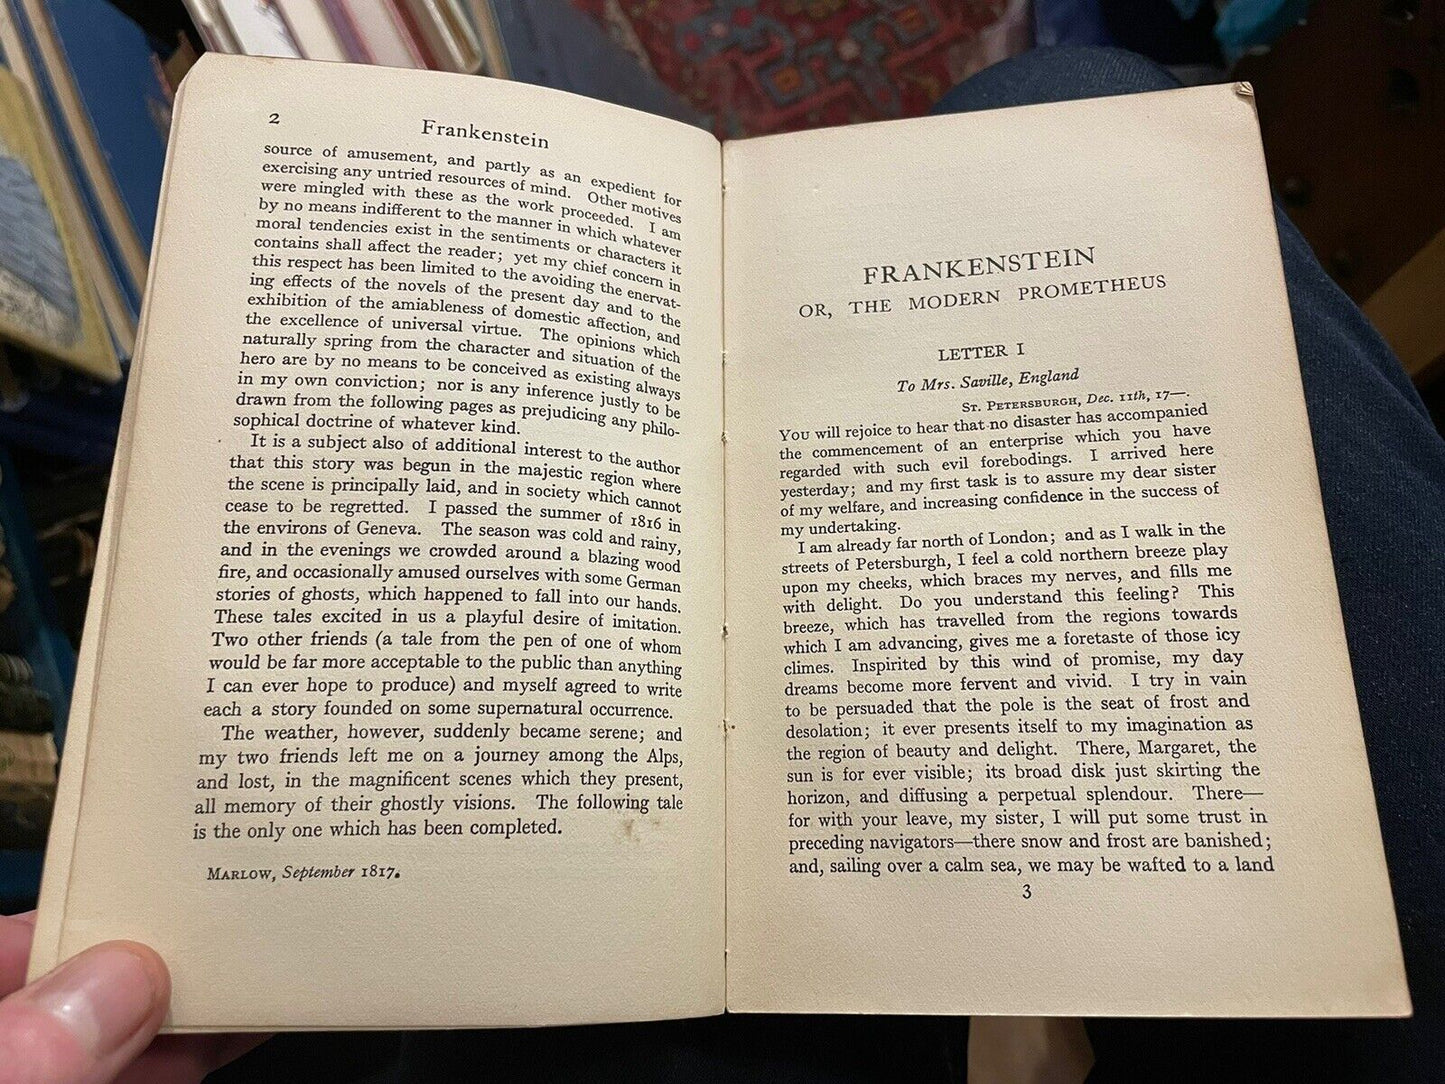 2
Frankenstein
source of amusement, and partly as an expedient for
exercising any untried resources of mind. Other motives
were mingled with these as the work proceeded. I am
by no means indifferent to the manner in which whatever
moral tendencies exist in the sentiments or characters it
contains shall affect the reader; yet my chief concern in
this respect has been limited to the avoiding the enervat-
ing effects of the novels of the present day and to the
exhibition of the amiableness of domestic affection, and
the excellence of universal virtue. The opinions which
naturally spring from the character and situation of the
hero are by no means to be conceived as existing always
in my own conviction; nor is any inference justly to be
drawn from the following pages as prejudicing any philo-
sophical doctrine of whatever kind.
It is a subject also of additional interest to the author
that this story was begun in the majestic region where
the scene is principally laid, and in society which cannot
cease to be regretted. I passed the summer of 1816 in
the environs of Geneva. The season was cold and rainy,
and in the evenings we crowded around a blazing wood
fire, and occasionally amused ourselves with some German
stories of ghosts, which happened to fall into our hands.
These tales excited in us a playful desire of imitation.
Two other friends (a tale from the pen of one of whom
would be far more acceptable to the public than anything
I can ever hope to produce) and myself agreed to write
each a story founded on some supernatural occurrence.
The weather, however, suddenly became serene; and
my two friends left me on a journey among the Alps,
and lost, in the magnificent scenes which they present,
all memory of their ghostly visions. The following tale
is the only one which has been completed.
MARLOW, September 1817.
FRANKENSTEIN
OR, THE MODERN PROMETHEUS
LETTER I
To Mrs. Saville, England
ST. PETERSBURGH, Dec. 11th, 17—.
YOU will rejoice to hear that no disaster has accompanied
the commencement of an enterprise which you have
regarded with such evil forebodings. I arrived here
yesterday; and my first task is to assure my dear sister
of my welfare, and increasing confidence in the success of
my undertaking.
I am already far north of London; and as I walk in the
streets of Petersburgh, I feel a cold northern breeze play
upon my cheeks, which braces my nerves, and fills me
with delight. Do you understand this feeling? This
breeze, which has travelled from the regions towards
which I am advancing, gives me a foretaste of those icy
climes. Inspirited by this wind of promise, my day
dreams become more fervent and vivid. I try in vain
to be persuaded that the pole is the seat of frost and
desolation; it ever presents itself to my imagination as
the region of beauty and delight. There, Margaret, the
sun is for ever visible; its broad disk just skirting the
horizon, and diffusing a perpetual splendour. There—
for with your leave, my sister, I will put some trust in
preceding navigators—there snow and frost are banished;
and, sailing over a calm sea, we may be wafted to a land
3